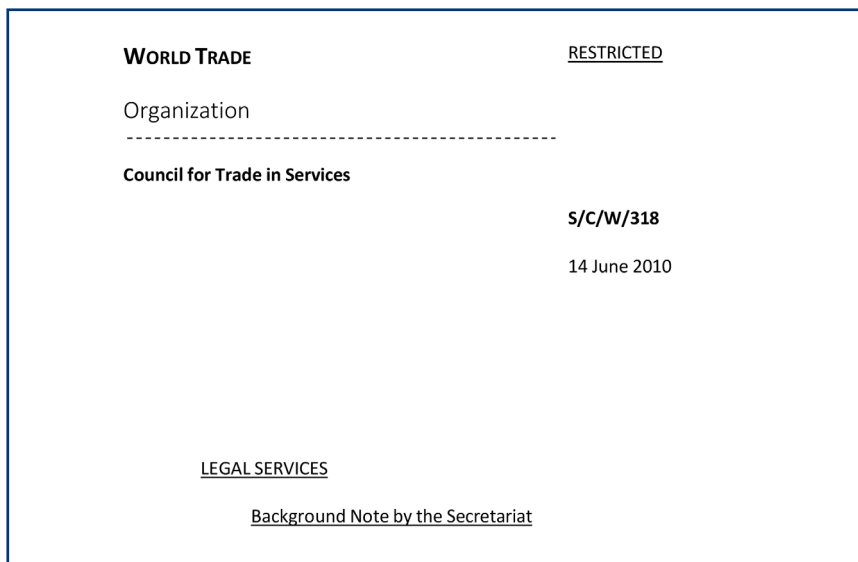 WORLD TRADE
RESTRICTED
Organization
-----------------------------------------------
Council for Trade in Services
S/C/W/318
14 June 2010
LEGAL SERVICES
Background Note by the Secretariat